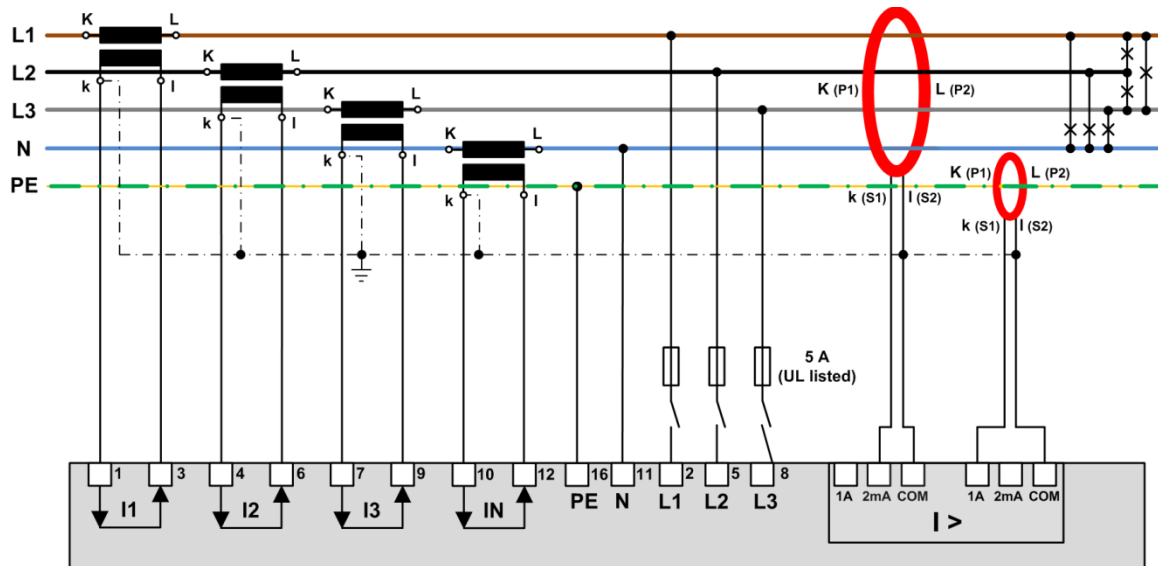 K L
L1
K L
L2
K (P1) L (P2)
k l
K L
L3
k l
K L
N
k l
K (P1) L (P2)
PE
k l
k (S1) l (S2)
k (S1) l (S2)
5 A
(UL listed)
1 3 4 6 7 9 10 12 16 11 2 5 8
1A 2mA COM 1A 2mA COM
I1 I2 I3 IN PE N L1 L2 L3
I >